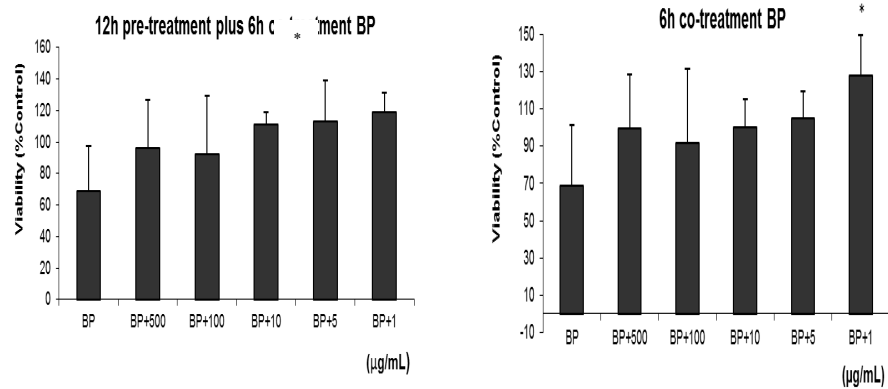 12h pre-treatment plus 6h c tment BP
*
160
140
120
100
80
60
40
20
0
Viability (%Control)
BP BP+500 BP+100 BP+10 BP+5 BP+1
(µg/mL)
6h co-treatment BP
*
150
130
110
90
70
50
30
10
-10
Viability (%Control)
BP BP+500 BP+100 BP+10 BP+5 BP+1
(µg/mL)